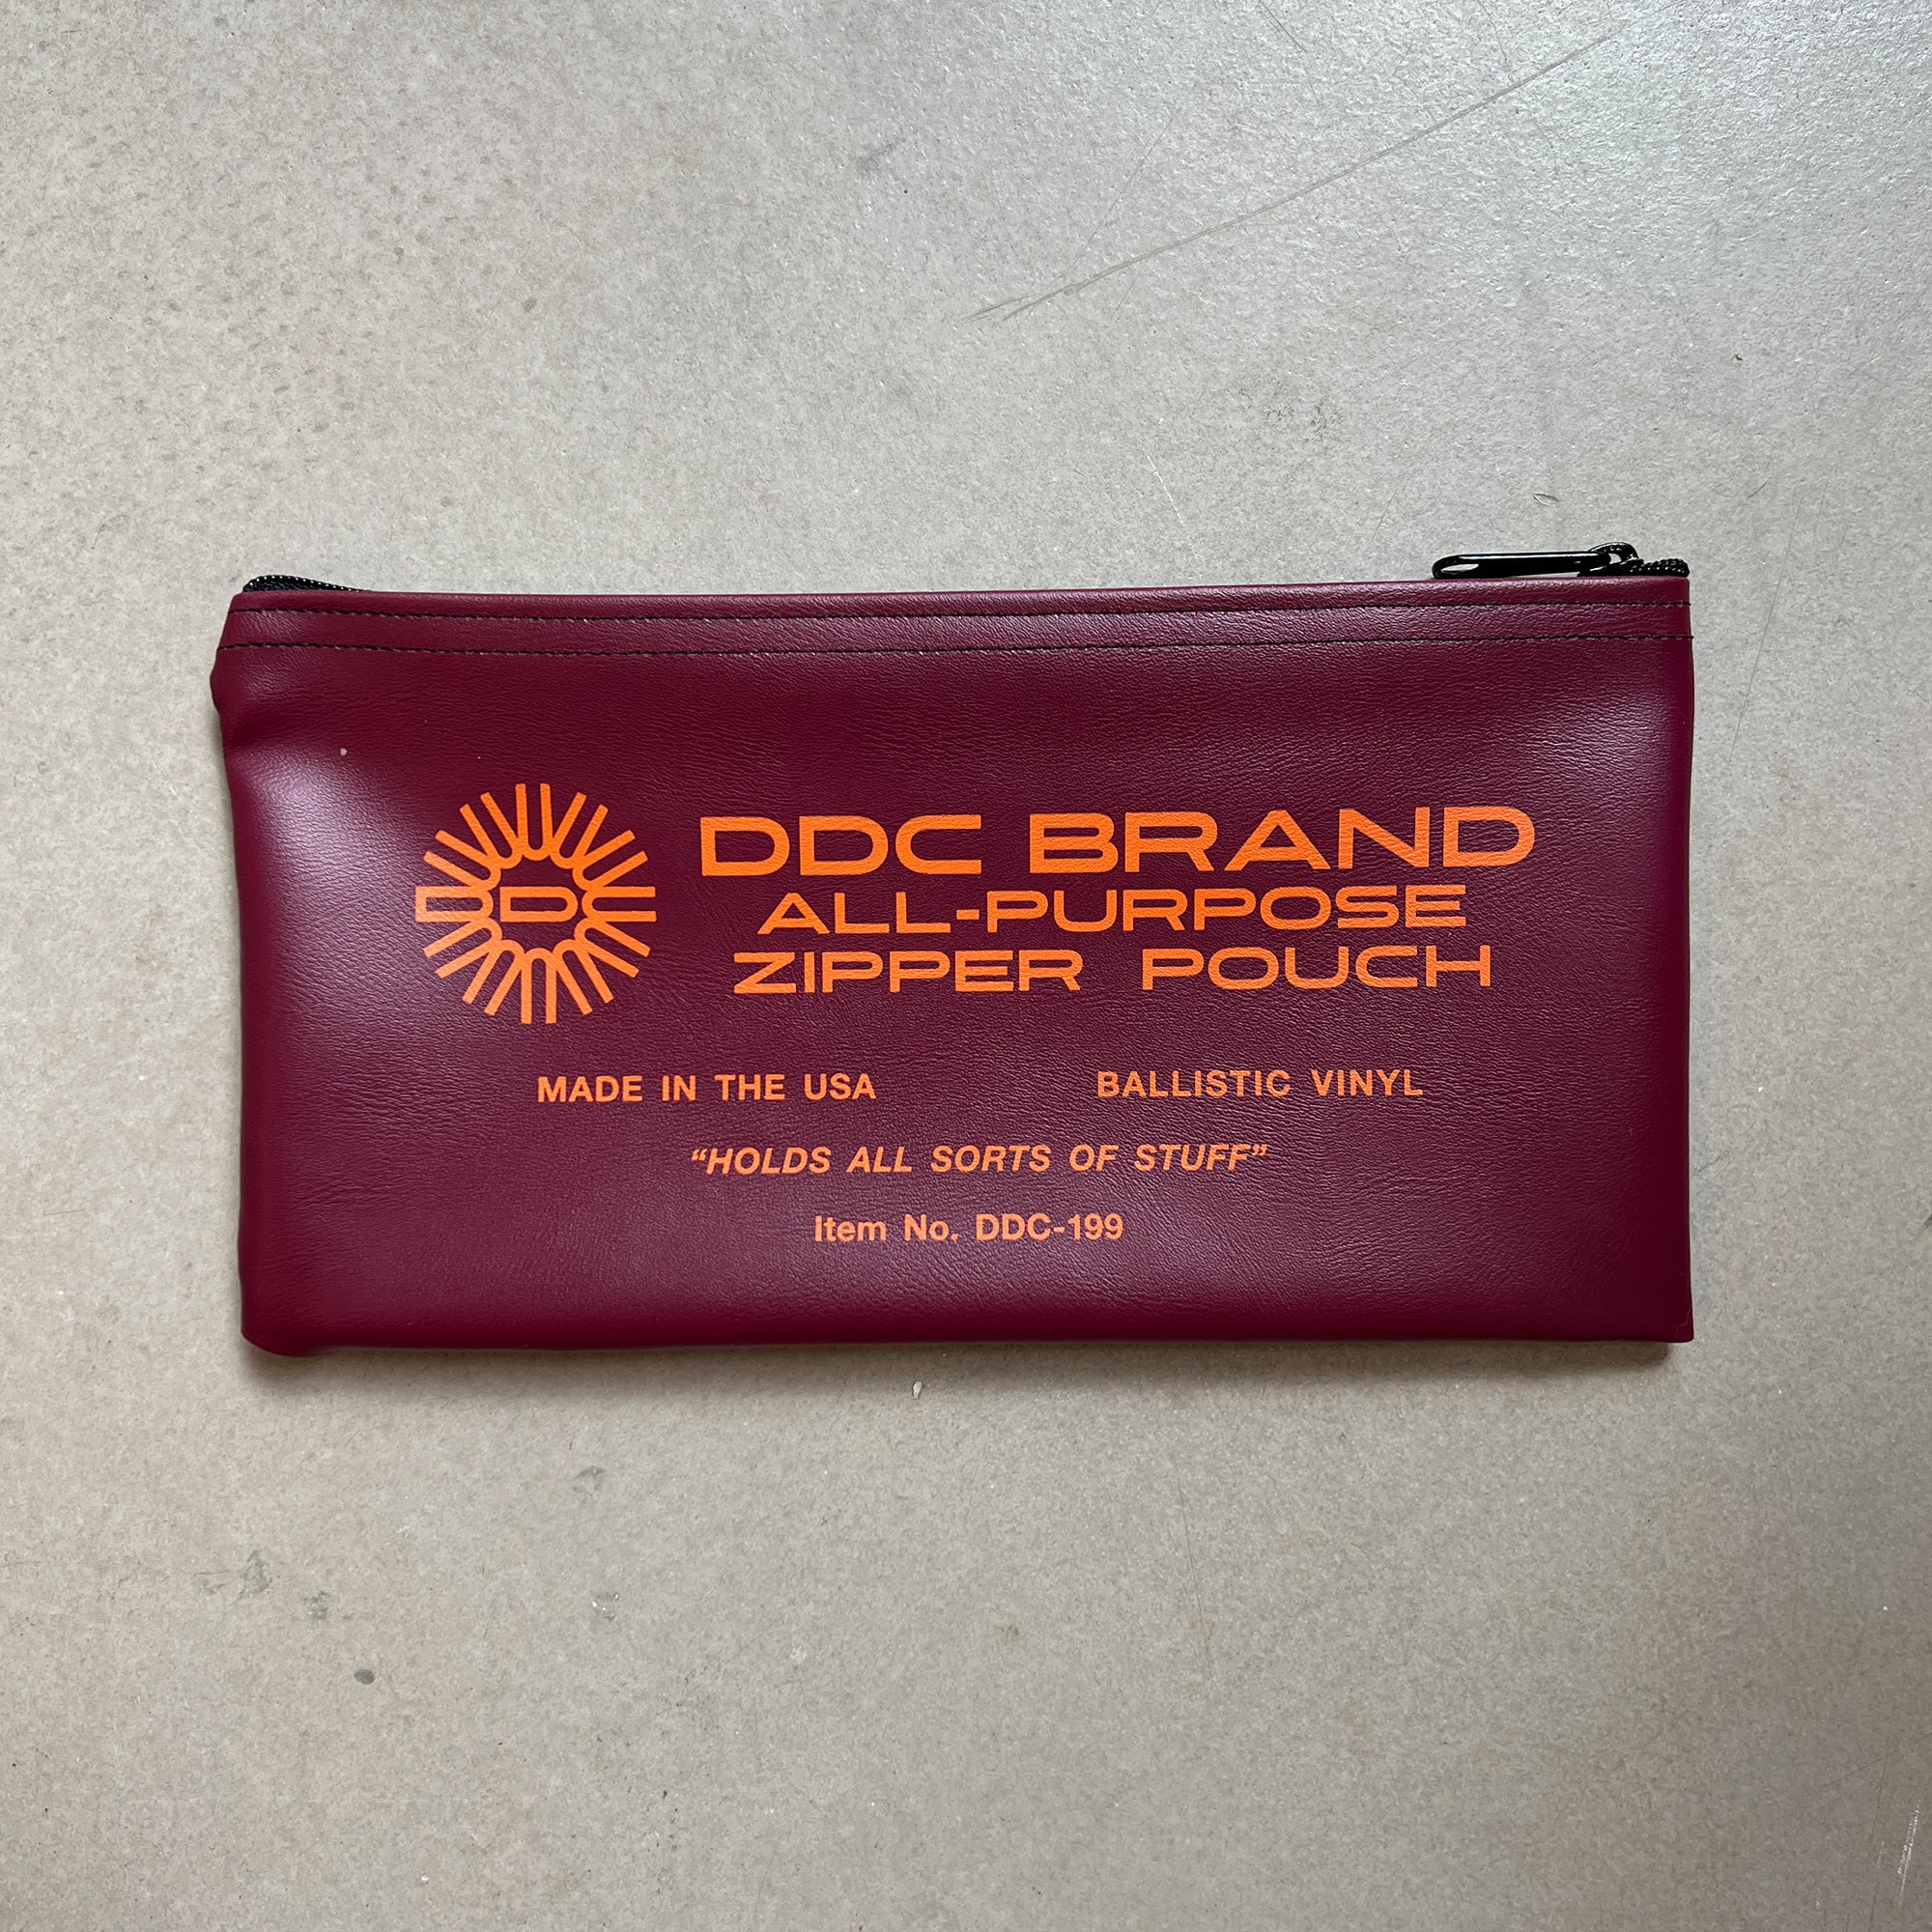 DDC
DDC BRAND
ALL-PURPOSE
ZIPPER POUCH
MADE IN THE USA
BALLISTIC VINYL
“HOLDS ALL SORTS OF STUFF”
Item No. DDC-199